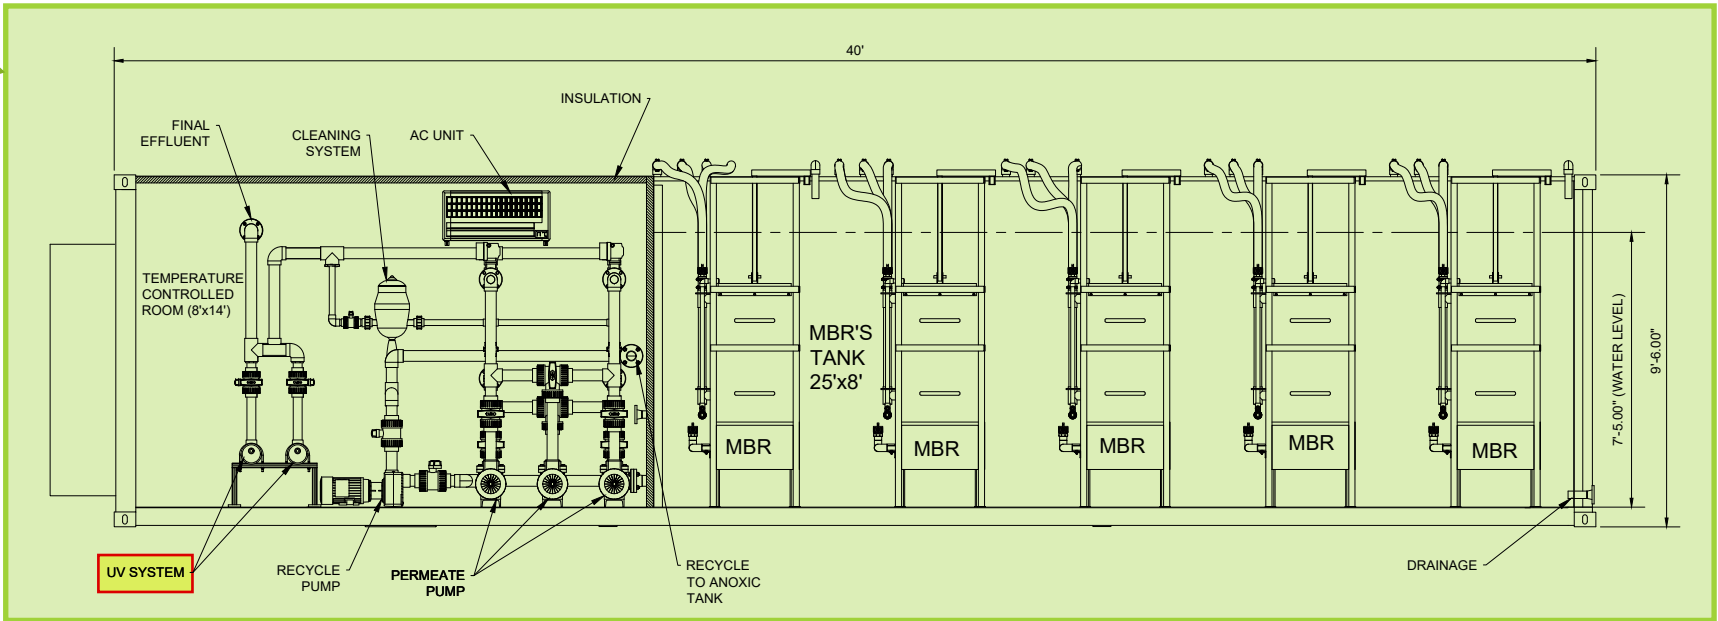 40'
INSULATION
FINAL
EFFLUENT
CLEANING
SYSTEM
AC UNIT
TEMPERATURE
CONTROLLED
ROOM (8'x14')
MBR'S
TANK
25'x8'
MBR
MBR
MBR
MBR
MBR
7'-5.00" (WATER LEVEL)
9'-6.00"
UV SYSTEM
RECYCLE
PUMP
PERMEATE
PUMP
RECYCLE
TO ANOXIC
TANK
DRAINAGE